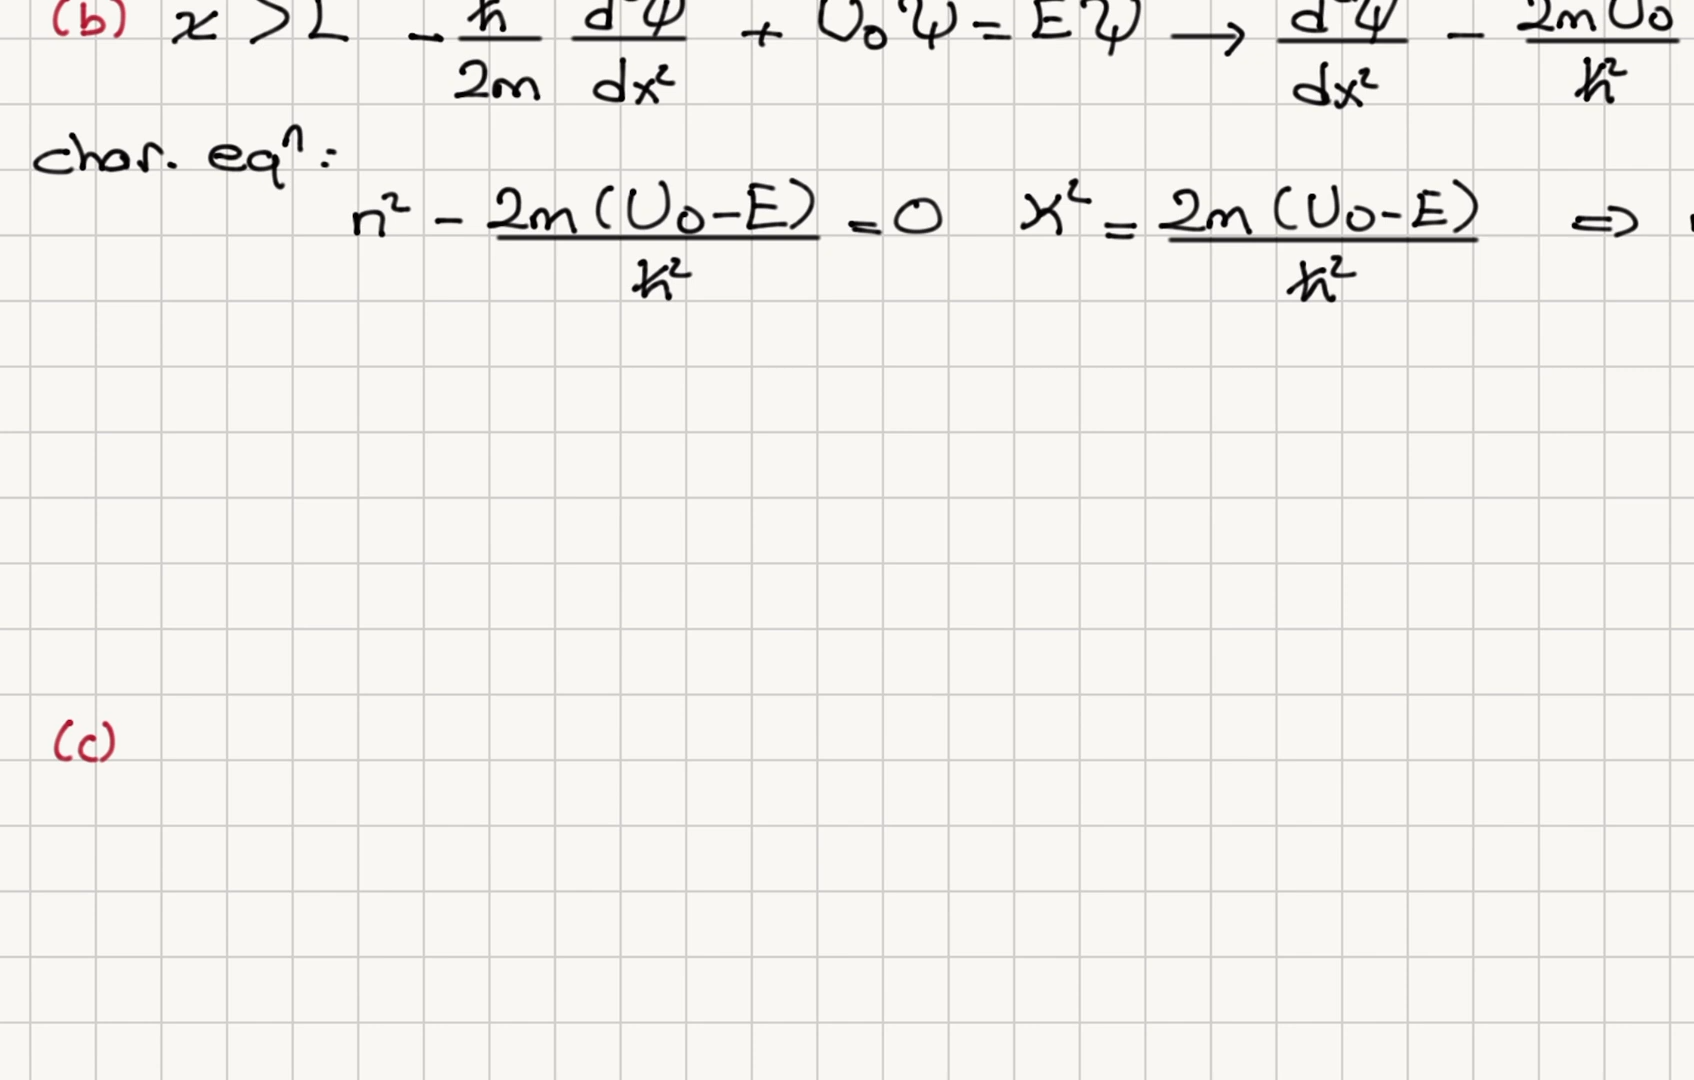 (b) x > L -ħ/2m d²ψ/dx² + U₀ψ = Eψ → d²ψ/dx² - 2mU₀/ħ²
char. eqⁿ:
n² - 2m(U₀-E)/ħ² = 0 x² = 2m(U₀-E)/ħ² ⇒
(c)